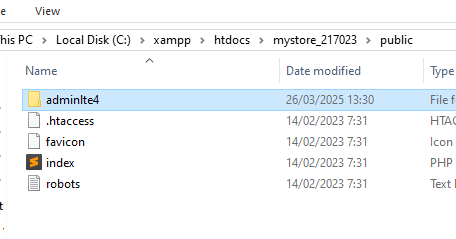 his PC > Local Disk (C:) > xampp > htdocs > mystore_217023 > public
Name Date modified Type
adminlte4 26/03/2025 13:30 File f
.htaccess 14/02/2023 7:31 HTAC
favicon 14/02/2023 7:31 Icon
index 14/02/2023 7:31 PHP
robots 14/02/2023 7:31 Text